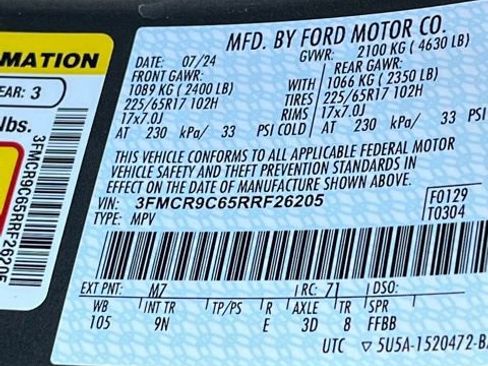 MATION
EAR: 3
Lbs.
3FMCR9C65RRF26205
MFD. BY FORD MOTOR CO.
DATE: 07/24 GVWR: 2100 KG ( 4630 LB)
FRONT GAWR: REAR GAWR:
1089 KG ( 2400 LB) WITH 1066 KG ( 2350 LB)
225/65R17 102H TIRES 225/65R17 102H
17x7.0J RIMS 17x7.0J
AT 230 kPa/ 33 PSI COLD AT 230 kPa/ 33 PSI
THIS VEHICLE CONFORMS TO ALL APPLICABLE FEDERAL MOTOR
VEHICLE SAFETY AND THEFT PREVENTION STANDARDS IN
EFFECT ON THE DATE OF MANUFACTURE SHOWN ABOVE.
VIN: 3FMCR9C65RRF26205 F0129
TYPE: MPV T0304
EXT PNT: M7 RC: 71 DSO:
WB INT TR TP/PS R AXLE TR SPR
105 9N E 3D 8 FFBB
UTC ▽ 5U5A-1520472-B